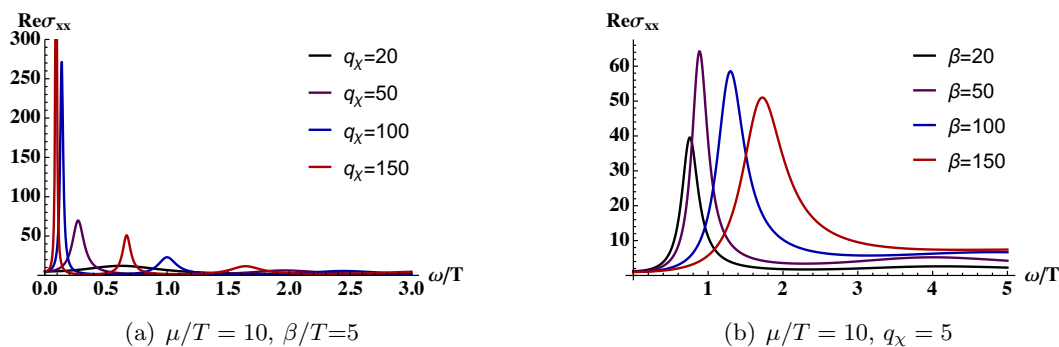 Reσxx
300
250
200
150
100
50
0.0 0.5 1.0 1.5 2.0 2.5 3.0
ω/T
qχ=20
qχ=50
qχ=100
qχ=150
(a) μ/T = 10, β/T=5
Reσxx
60
50
40
30
20
10
1 2 3 4 5
ω/T
β=20
β=50
β=100
β=150
(b) μ/T = 10, qχ = 5